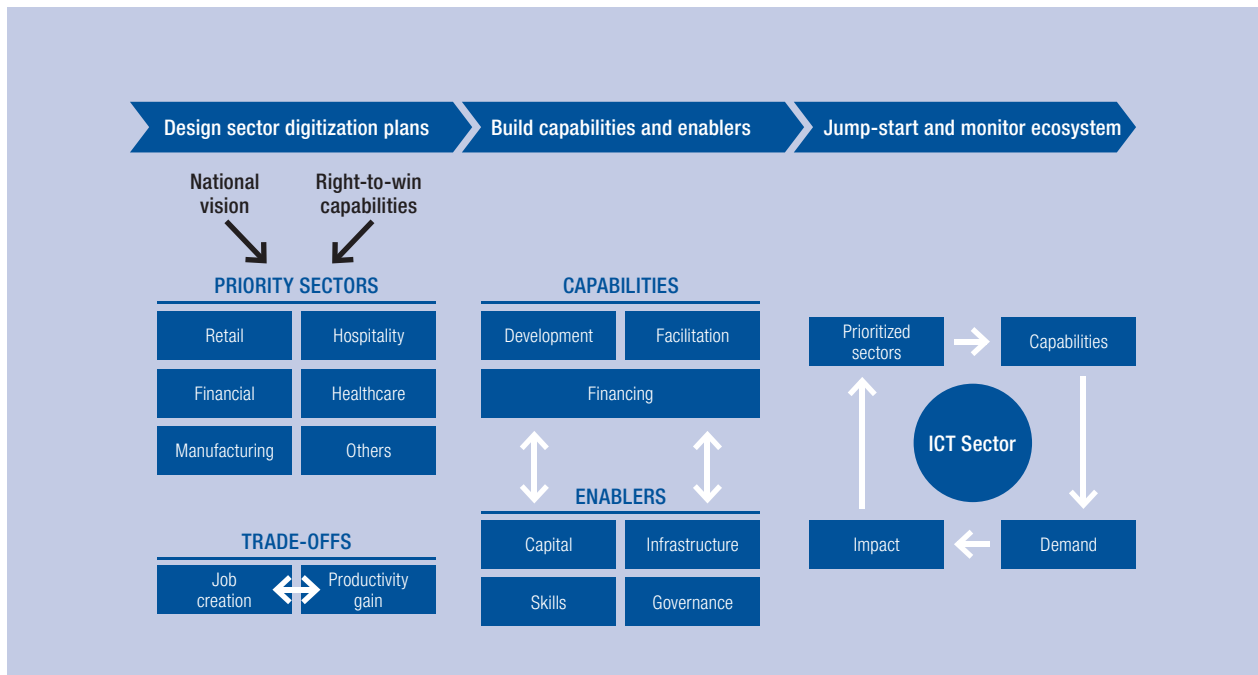 Design sector digitization plans
Build capabilities and enablers
Jump-start and monitor ecosystem
National
vision
Right-to-win
capabilities
PRIORITY SECTORS
Retail
Hospitality
Financial
Healthcare
Manufacturing
Others
TRADE-OFFS
Job
creation
Productivity
gain
CAPABILITIES
Development
Facilitation
Financing
ENABLERS
Capital
Infrastructure
Skills
Governance
Prioritized
sectors
Capabilities
ICT Sector
Impact
Demand